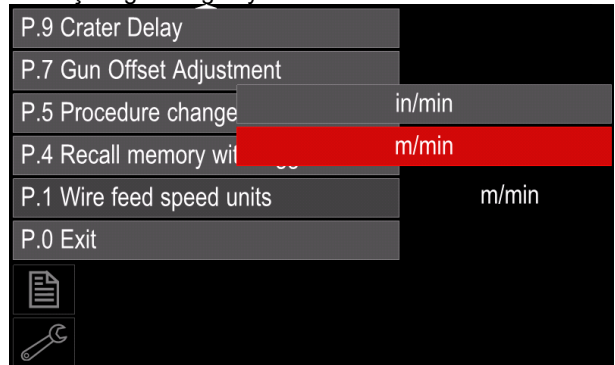 P.9 Crater Delay
P.7 Gun Offset Adjustment
P.5 Procedure change
in/min
P.4 Recall memory wit
m/min
P.1 Wire feed speed units
m/min
P.0 Exit